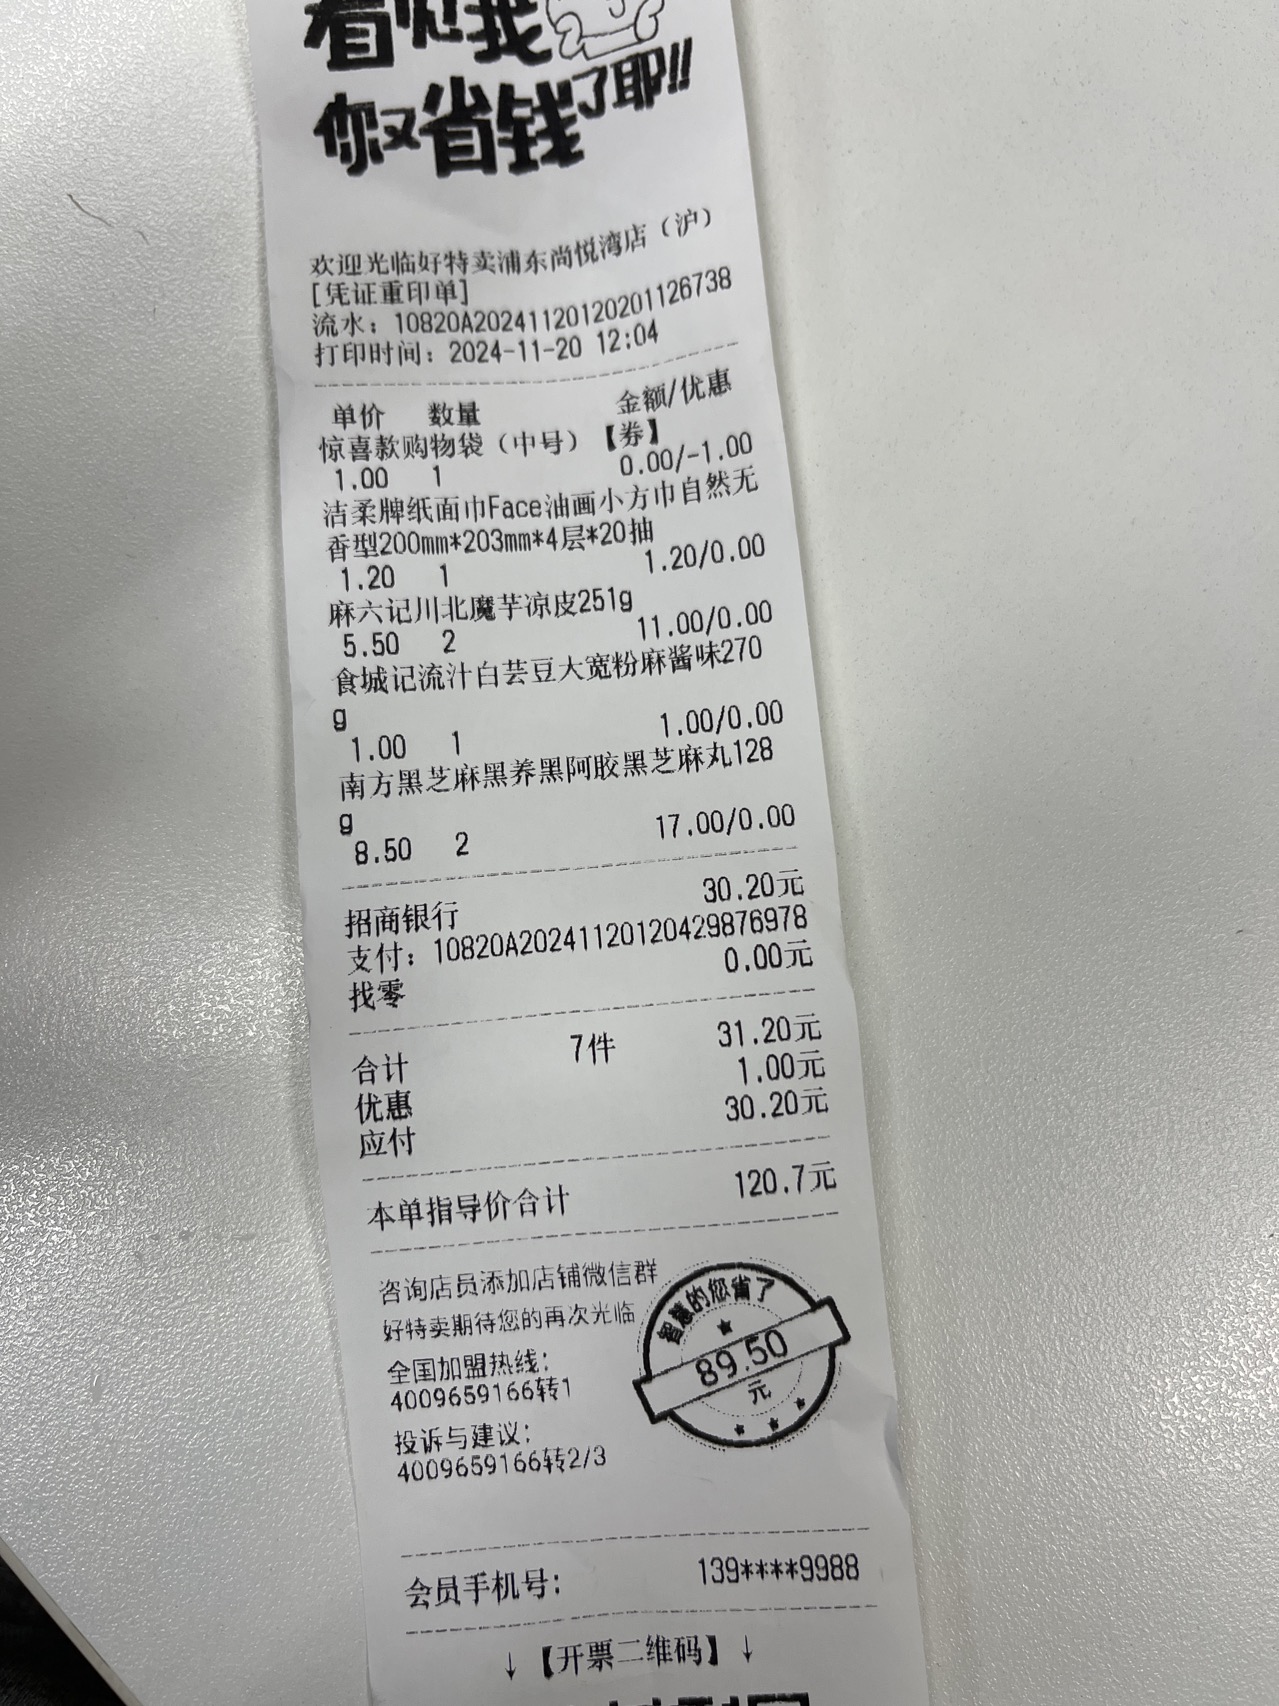 看my我
你又省钱了耶!!
欢迎光临好特卖浦东尚悦湾店（沪）
[凭证重印单]
流水：10820A20241120120201126738
打印时间：2024-11-20 12:04
单价 数量 金额/优惠
惊喜款购物袋（中号）【券】
1.00 1 0.00/-1.00
洁柔牌纸面巾Face油画小方巾自然无
香型200mm*203mm*4层*20抽
1.20 1 1.20/0.00
麻六记川北魔芋凉皮251g
5.50 2 11.00/0.00
食城记流汁白芸豆大宽粉麻酱味270
g
1.00 1 1.00/0.00
南方黑芝麻黑养黑阿胶黑芝麻丸128
g
8.50 2 17.00/0.00
招商银行 30.20元
支付：10820A20241120120429876978
找零 0.00元
合计 7件 31.20元
优惠 1.00元
应付 30.20元
本单指导价合计 120.7元
咨询店员添加店铺微信群
好特卖期待您的再次光临
全国加盟热线：
4009659166转1
投诉与建议：
4009659166转2/3
智慧的您省了
89.50
元
会员手机号： 139****9988
↓【开票二维码】↓